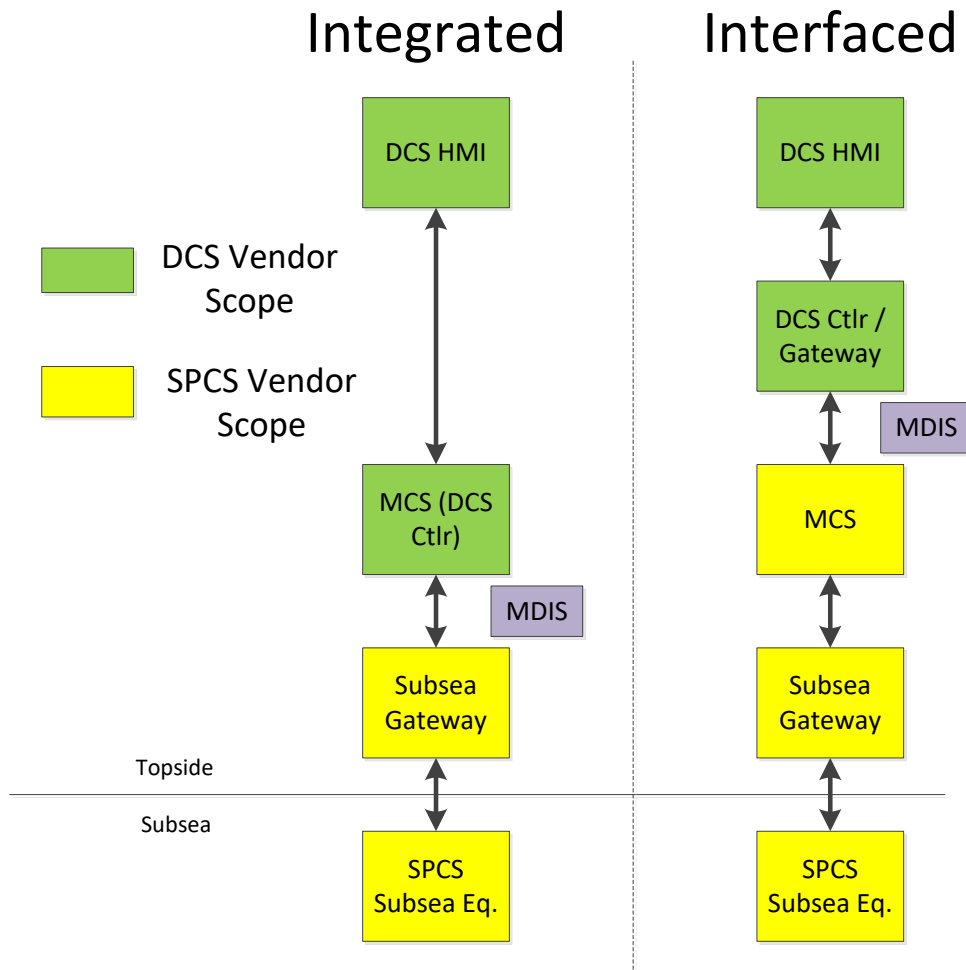 Integrated
Interfaced
DCS HMI
DCS HMI
DCS Vendor
Scope
DCS Ctlr /
Gateway
SPCS Vendor
Scope
MDIS
MCS (DCS
Ctlr)
MCS
MDIS
Subsea
Gateway
Subsea
Gateway
Topside
Subsea
SPCS
Subsea Eq.
SPCS
Subsea Eq.